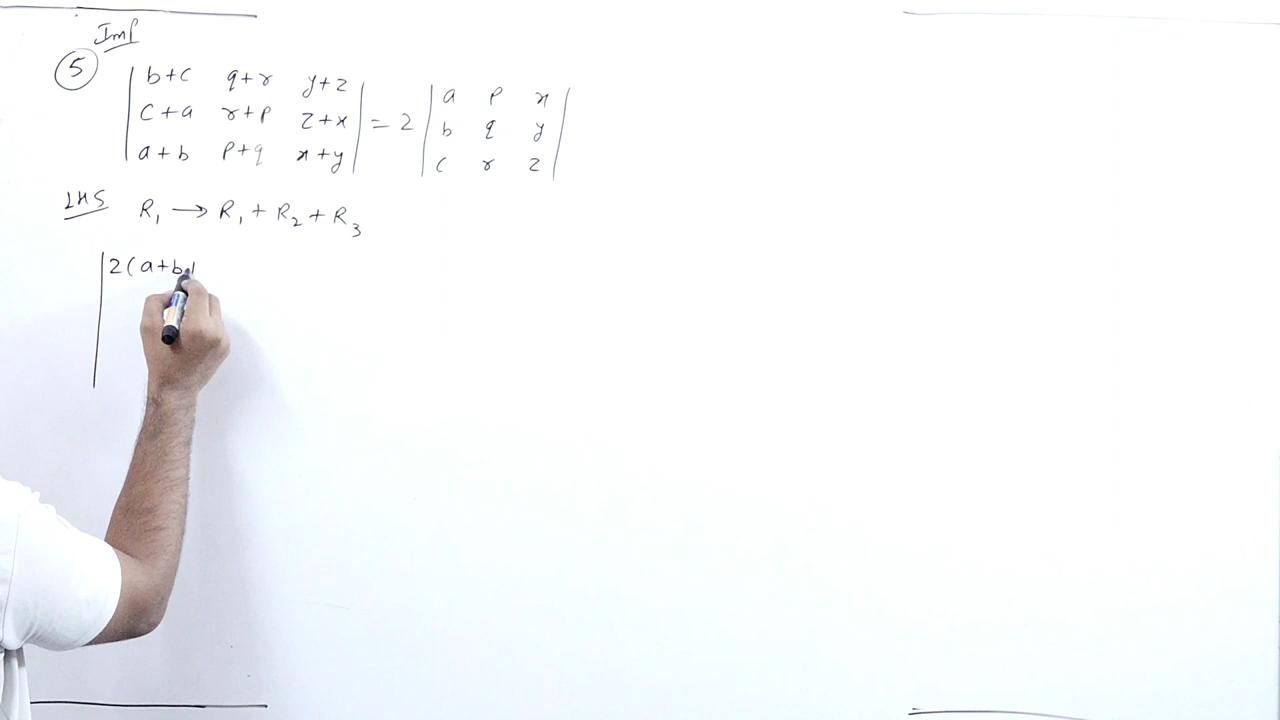 Imp
5 | b+c q+r y+z |
| c+a r+p z+x | = 2 | a p x |
| a+b p+q x+y | | b q y |
| c r z |
LHS R₁ → R₁ + R₂ + R₃
| 2(a+b+